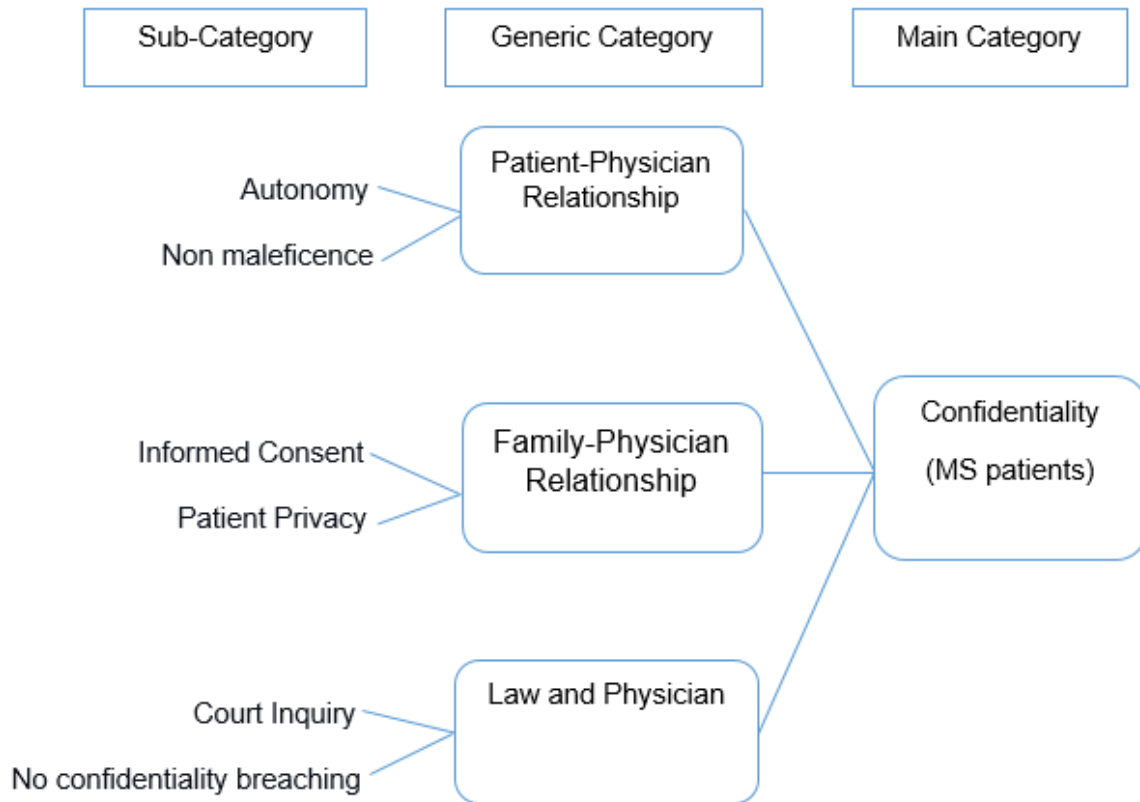 Sub-Category
Generic Category
Main Category
Patient-Physician
Relationship
Autonomy
Non maleficence
Family-Physician
Relationship
Informed Consent
Patient Privacy
Confidentiality
(MS patients)
Law and Physician
Court Inquiry
No confidentiality breaching